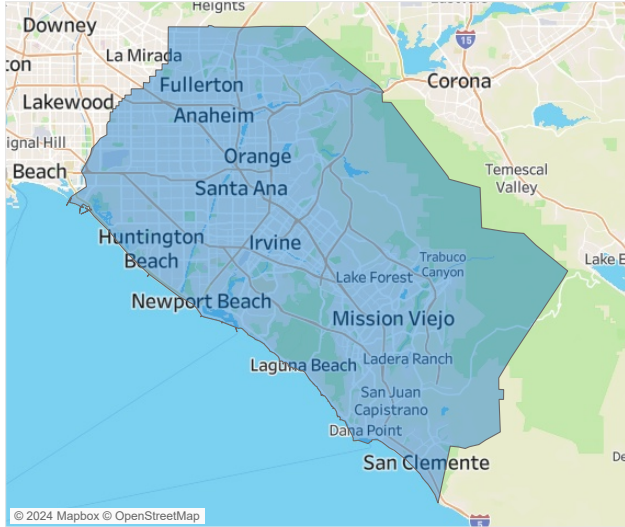 Heights
Downey
La Mirada
ton
Fullerton
Corona
Lakewood
Anaheim
ignal Hill
Orange
Beach
Temescal
Valley
Santa Ana
Huntington
Beach
Irvine
Trabuco
Canyon
Lake E
Lake Forest
Newport Beach
Mission Viejo
Laguna Beach
Ladera Ranch
San Juan
Capistrano
Dana Point
San Clemente
De
15
5
© 2024 Mapbox © OpenStreetMap